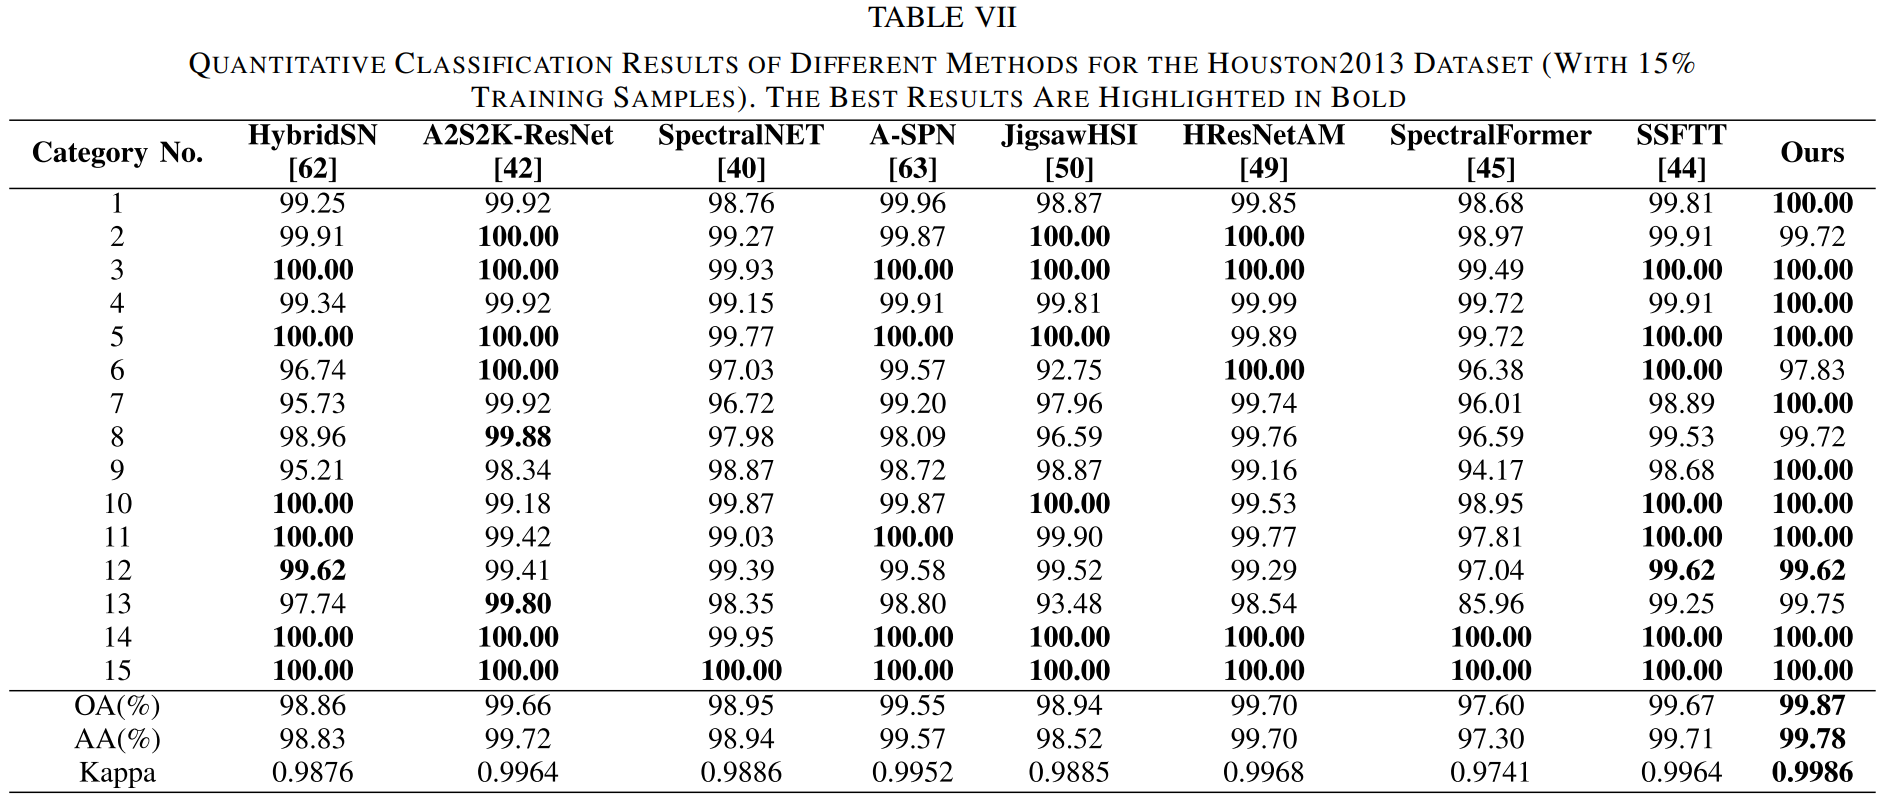 TABLE VII
QUANTITATIVE CLASSIFICATION RESULTS OF DIFFERENT METHODS FOR THE HOUSTON2013 DATASET (WITH 15%
TRAINING SAMPLES). THE BEST RESULTS ARE HIGHLIGHTED IN BOLD
Category No. HybridSN [62] A2S2K-ResNet [42] SpectralNET [40] A-SPN [63] JigsawHSI [50] HResNetAM [49] SpectralFormer [45] SSFTT [44] Ours
1 99.25 99.92 98.76 99.96 98.87 99.85 98.68 99.81 100.00
2 99.91 100.00 99.27 99.87 100.00 100.00 98.97 99.91 99.72
3 100.00 100.00 99.93 100.00 100.00 100.00 99.49 100.00 100.00
4 99.34 99.92 99.15 99.91 99.81 99.99 99.72 99.91 100.00
5 100.00 100.00 99.77 100.00 100.00 99.89 99.72 100.00 100.00
6 96.74 100.00 97.03 99.57 92.75 100.00 96.38 100.00 97.83
7 95.73 99.92 96.72 99.20 97.96 99.74 96.01 98.89 100.00
8 98.96 99.88 97.98 98.09 96.59 99.76 96.59 99.53 99.72
9 95.21 98.34 98.87 98.72 98.87 99.16 94.17 98.68 100.00
10 100.00 99.18 99.87 99.87 100.00 99.53 98.95 100.00 100.00
11 100.00 99.42 99.03 100.00 99.90 99.77 97.81 100.00 100.00
12 99.62 99.41 99.39 99.58 99.52 99.29 97.04 99.62 99.62
13 97.74 99.80 98.35 98.80 93.48 98.54 85.96 99.25 99.75
14 100.00 100.00 99.95 100.00 100.00 100.00 100.00 100.00 100.00
15 100.00 100.00 100.00 100.00 100.00 100.00 100.00 100.00 100.00
OA(%) 98.86 99.66 98.95 99.55 98.94 99.70 97.60 99.67 99.87
AA(%) 98.83 99.72 98.94 99.57 98.52 99.70 97.30 99.71 99.78
Kappa 0.9876 0.9964 0.9886 0.9952 0.9885 0.9968 0.9741 0.9964 0.9986